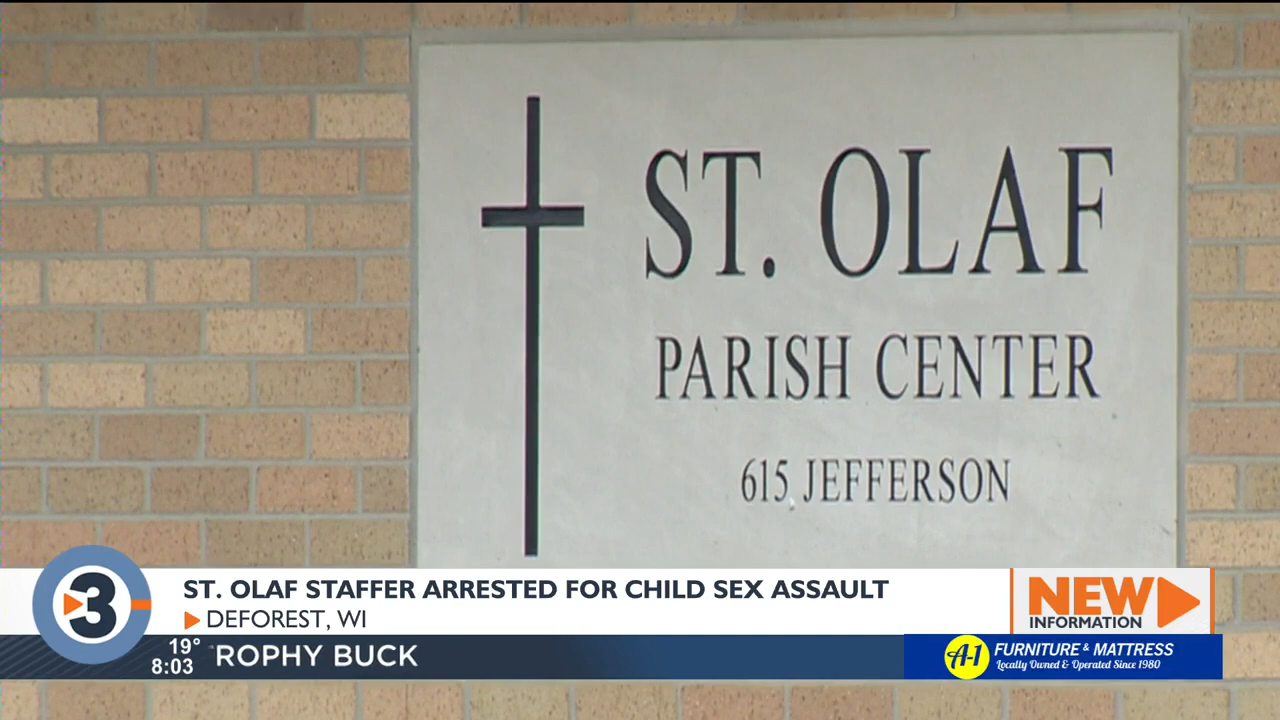 ST. OLAF
PARISH CENTER
615 JEFFERSON
3
ST. OLAF STAFFER ARRESTED FOR CHILD SEX ASSAULT
DEFOREST, WI
NEW
INFORMATION
19°
8:03
ROPHY BUCK
A-1
FURNITURE & MATTRESS
Locally Owned & Operated Since 1980